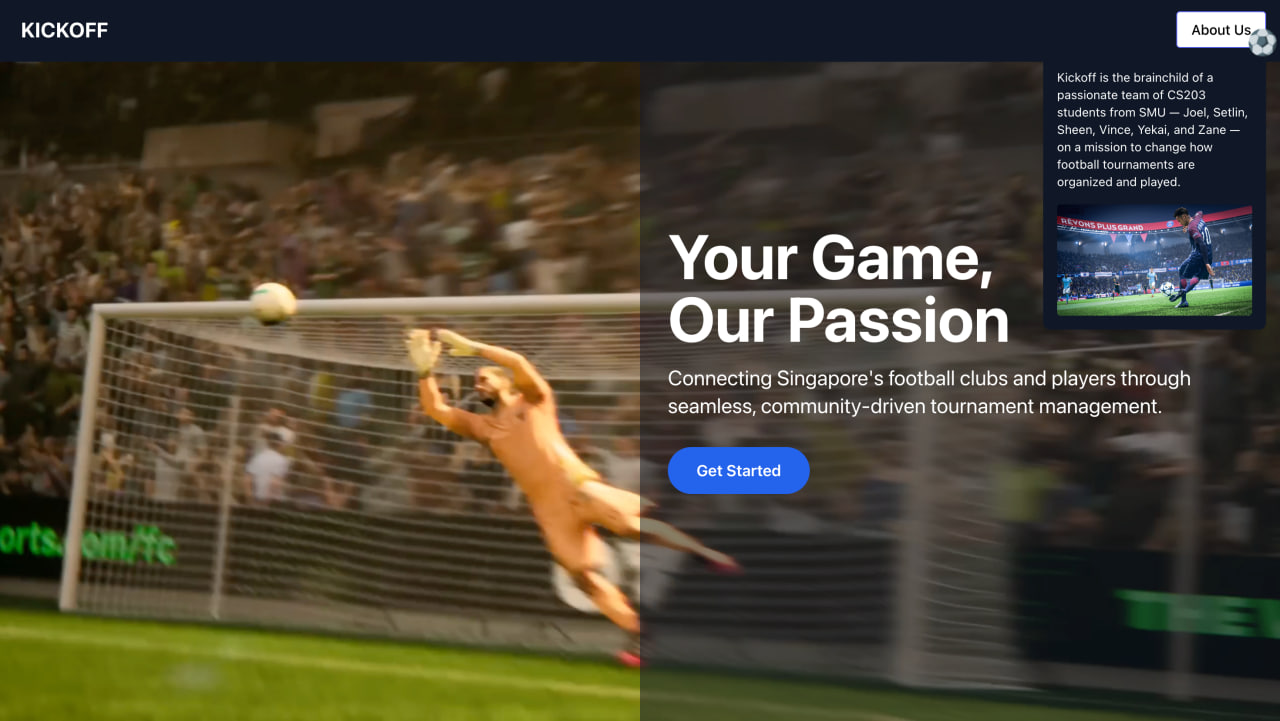 KICKOFF
About Us
Kickoff is the brainchild of a
passionate team of CS203
students from SMU — Joel, Setlin,
Sheen, Vince, Yekai, and Zane —
on a mission to change how
football tournaments are
organized and played.
RÊVONS PLUS GRAND
Your Game,
Our Passion
Connecting Singapore's football clubs and players through
seamless, community-driven tournament management.
Get Started
orts.com/fc
THE